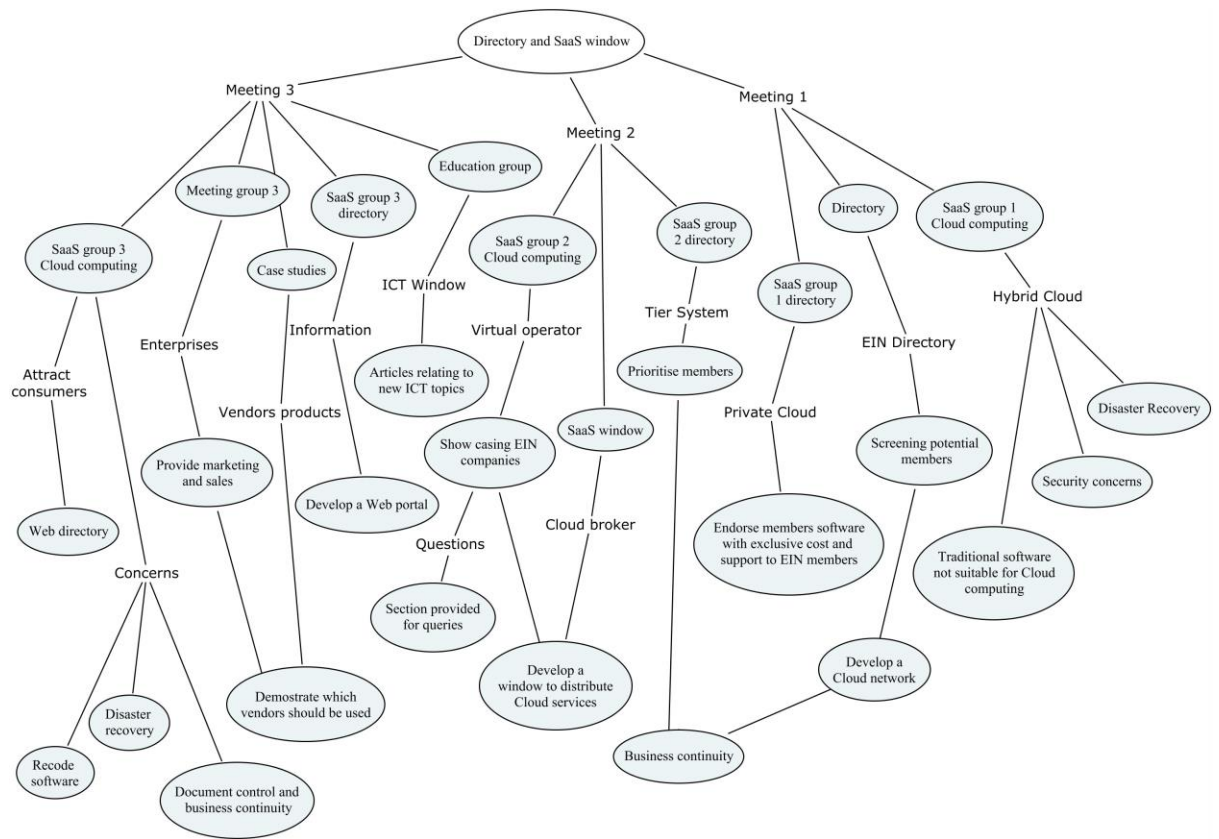 Directory and SaaS window
Meeting 3
Meeting 1
Meeting 2
Education group
Meeting group 3
SaaS group 3
directory
Directory
SaaS group 1
Cloud computing
SaaS group 2
Cloud computing
SaaS group
2 directory
SaaS group 3
Cloud computing
Case studies
ICT Window
SaaS group
1 directory
Hybrid Cloud
Tier System
Information
Virtual operator
Enterprises
EIN Directory
Attract
consumers
Articles relating to
new ICT topics
Prioritise members
Disaster Recovery
Vendors products
Private Cloud
SaaS window
Show casing EIN
companies
Screening potential
members
Provide marketing
and sales
Security concerns
Develop a Web portal
Web directory
Cloud broker
Endorse members software
with exclusive cost and
support to EIN members
Questions
Traditional software
not suitable for Cloud
computing
Concerns
Section provided
for queries
Develop a
window to distribute
Cloud services
Develop a
Cloud network
Demostrate which
vendors should be used
Disaster
recovery
Business continuity
Recode
software
Document control and
business continuity